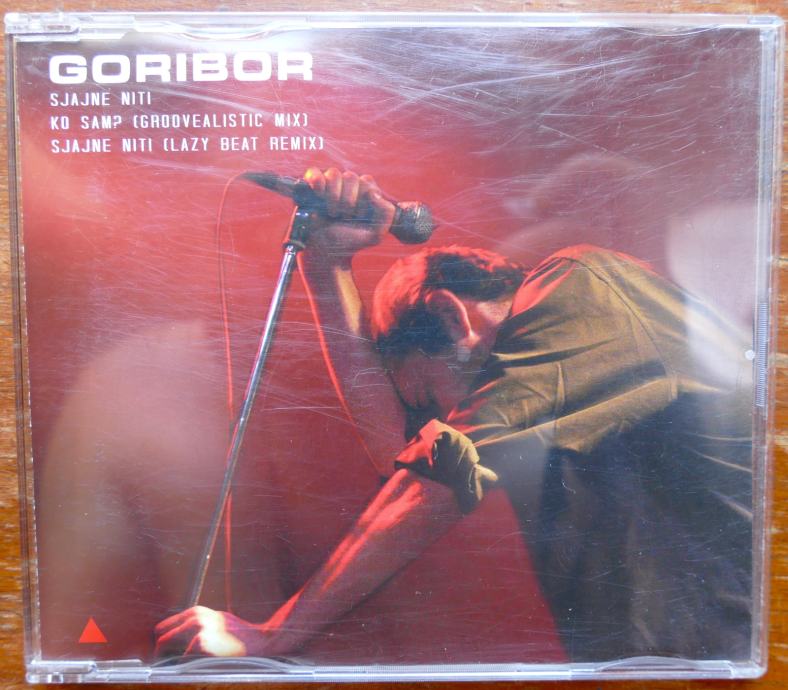 GORIBOR
SJAJNE NITI
KO SAM? (GROOVEALISTIC MIX)
SJAJNE NITI (LAZY BEAT REMIX)